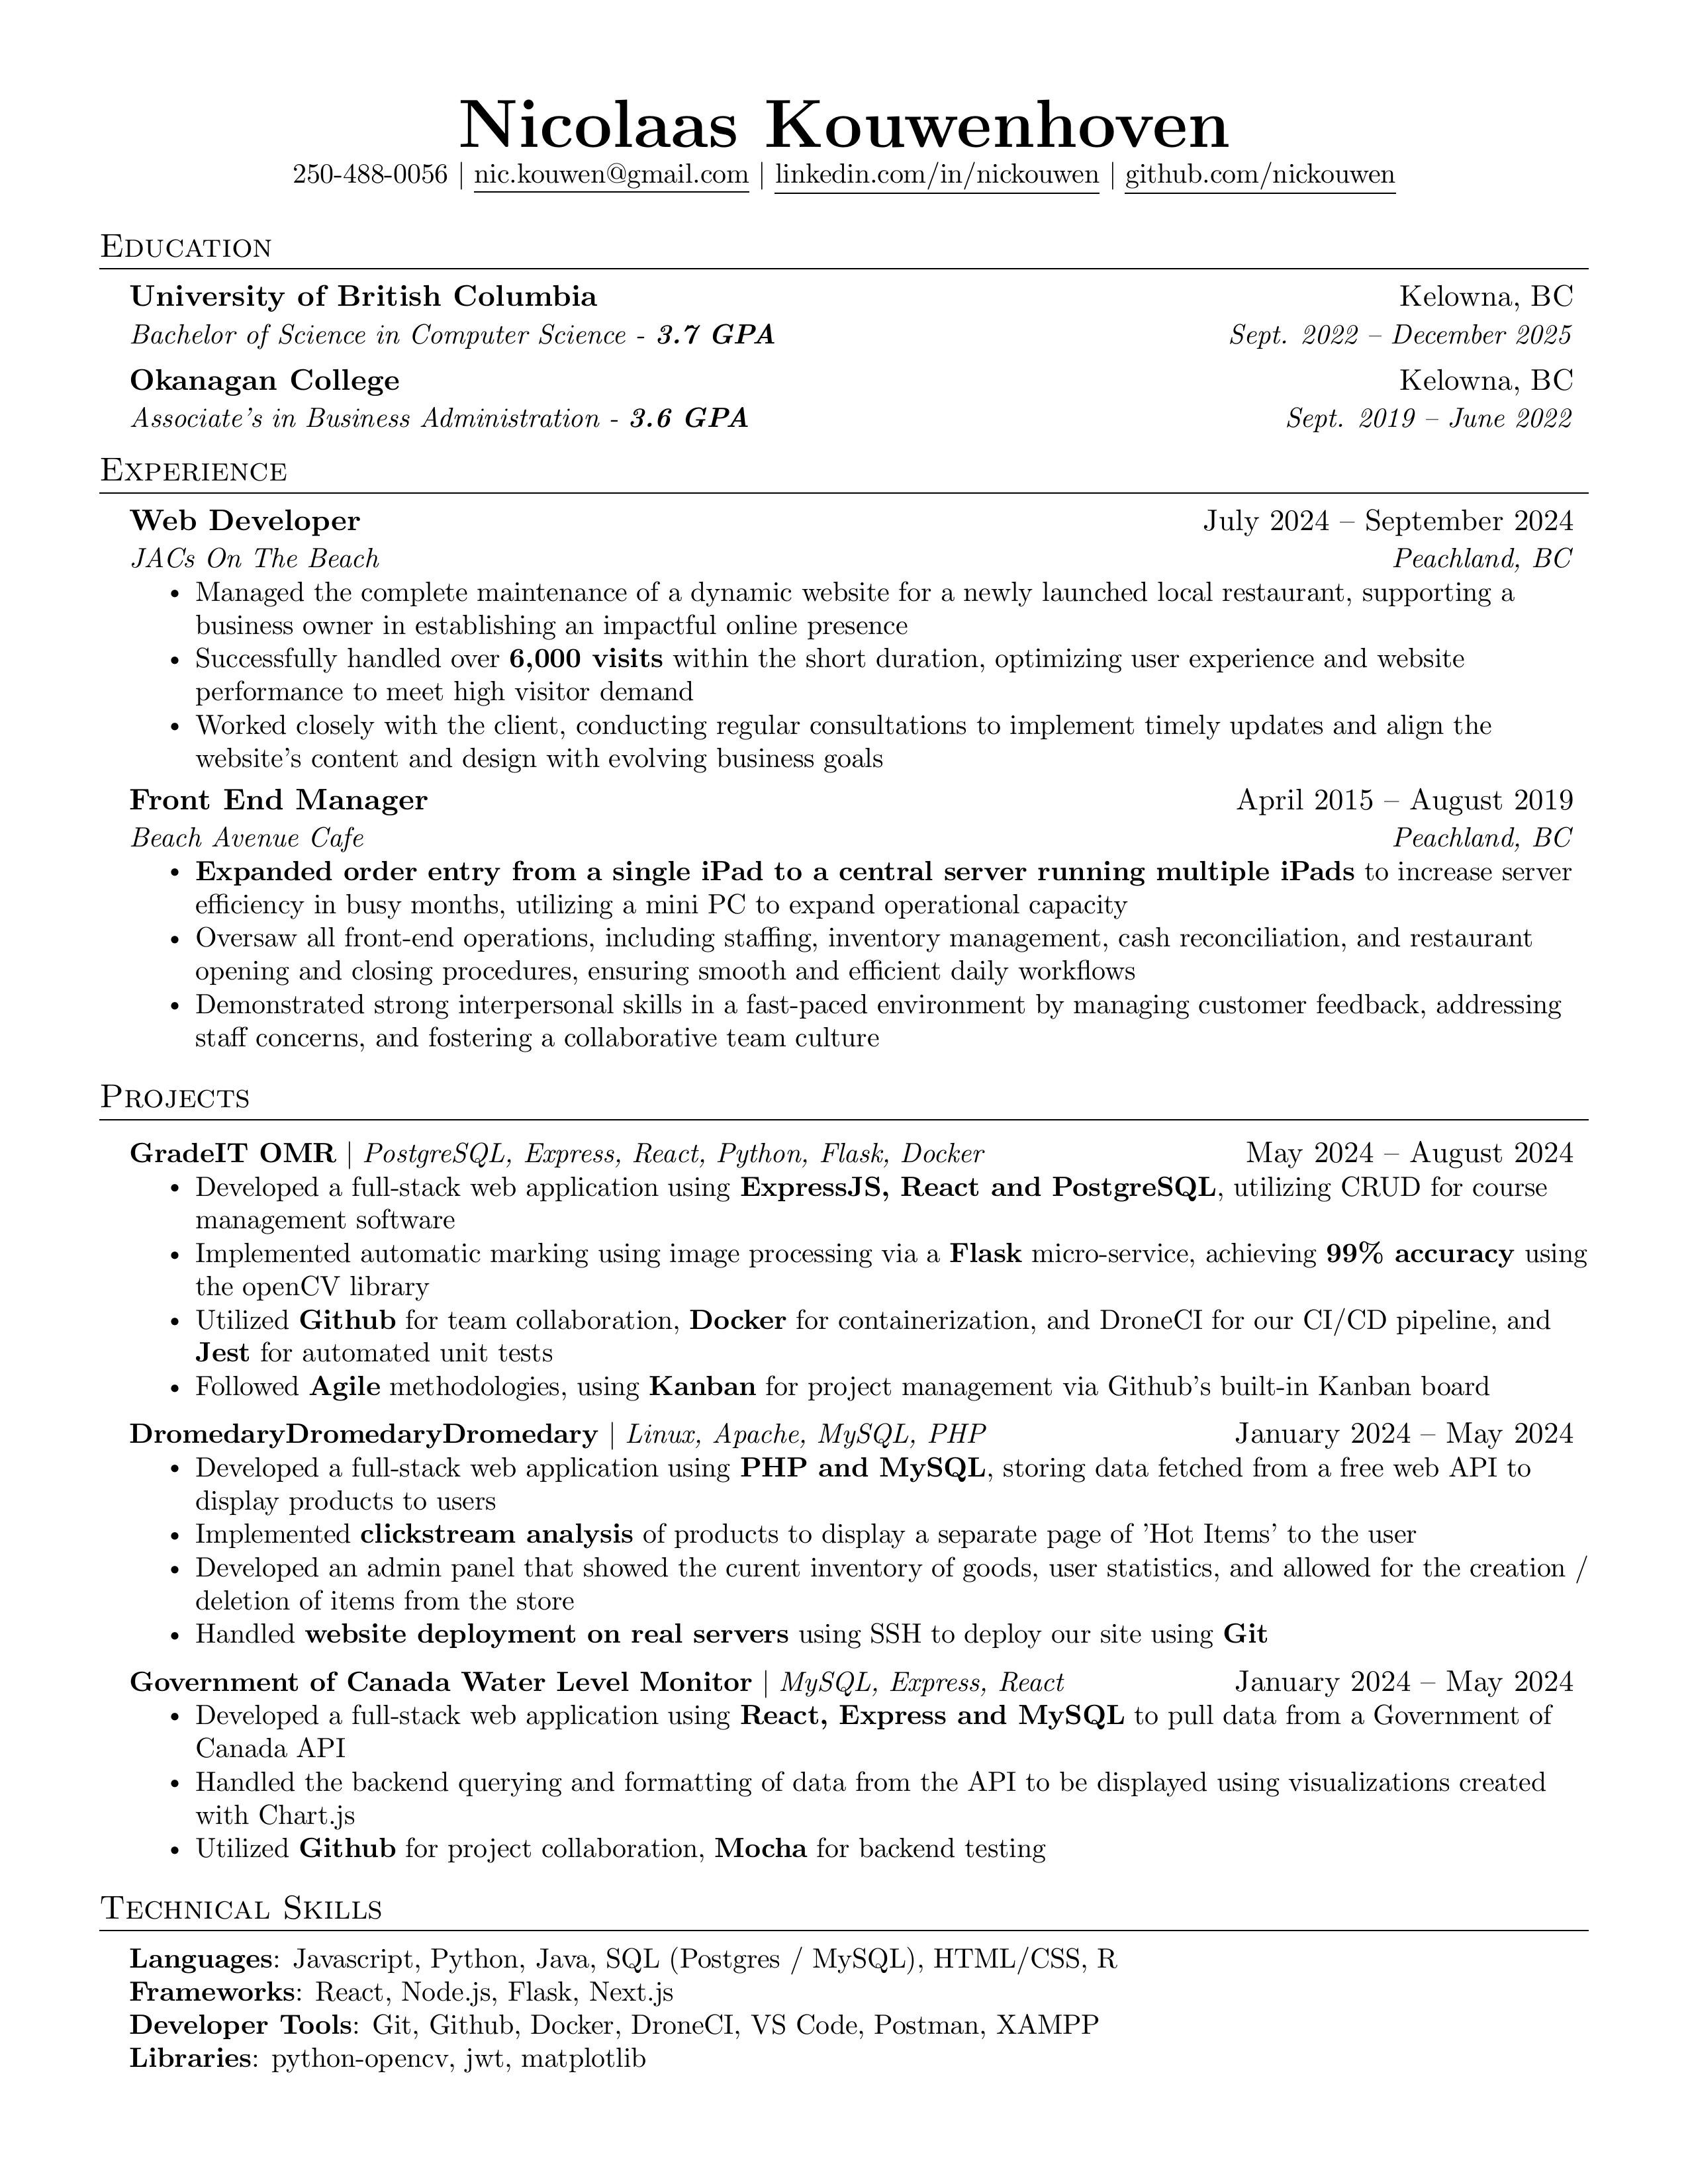 Nicolaas Kouwenhoven
250-488-0056 | nic.kouwen@gmail.com | linkedin.com/in/nickouwen | github.com/nickouwen
Education
University of British Columbia Kelowna, BC
Bachelor of Science in Computer Science - 3.7 GPA Sept. 2022 – December 2025
Okanagan College Kelowna, BC
Associate's in Business Administration - 3.6 GPA Sept. 2019 – June 2022
Experience
Web Developer July 2024 – September 2024
JACs On The Beach Peachland, BC
• Managed the complete maintenance of a dynamic website for a newly launched local restaurant, supporting a
business owner in establishing an impactful online presence
• Successfully handled over 6,000 visits within the short duration, optimizing user experience and website
performance to meet high visitor demand
• Worked closely with the client, conducting regular consultations to implement timely updates and align the
website's content and design with evolving business goals
Front End Manager April 2015 – August 2019
Beach Avenue Cafe Peachland, BC
• Expanded order entry from a single iPad to a central server running multiple iPads to increase server
efficiency in busy months, utilizing a mini PC to expand operational capacity
• Oversaw all front-end operations, including staffing, inventory management, cash reconciliation, and restaurant
opening and closing procedures, ensuring smooth and efficient daily workflows
• Demonstrated strong interpersonal skills in a fast-paced environment by managing customer feedback, addressing
staff concerns, and fostering a collaborative team culture
Projects
GradeIT OMR | PostgreSQL, Express, React, Python, Flask, Docker May 2024 – August 2024
• Developed a full-stack web application using ExpressJS, React and PostgreSQL, utilizing CRUD for course
management software
• Implemented automatic marking using image processing via a Flask micro-service, achieving 99% accuracy using
the openCV library
• Utilized Github for team collaboration, Docker for containerization, and DroneCI for our CI/CD pipeline, and
Jest for automated unit tests
• Followed Agile methodologies, using Kanban for project management via Github's built-in Kanban board
DromedaryDromedaryDromedary | Linux, Apache, MySQL, PHP January 2024 – May 2024
• Developed a full-stack web application using PHP and MySQL, storing data fetched from a free web API to
display products to users
• Implemented clickstream analysis of products to display a separate page of 'Hot Items' to the user
• Developed an admin panel that showed the curent inventory of goods, user statistics, and allowed for the creation /
deletion of items from the store
• Handled website deployment on real servers using SSH to deploy our site using Git
Government of Canada Water Level Monitor | MySQL, Express, React January 2024 – May 2024
• Developed a full-stack web application using React, Express and MySQL to pull data from a Government of
Canada API
• Handled the backend querying and formatting of data from the API to be displayed using visualizations created
with Chart.js
• Utilized Github for project collaboration, Mocha for backend testing
Technical Skills
Languages: Javascript, Python, Java, SQL (Postgres / MySQL), HTML/CSS, R
Frameworks: React, Node.js, Flask, Next.js
Developer Tools: Git, Github, Docker, DroneCI, VS Code, Postman, XAMPP
Libraries: python-opencv, jwt, matplotlib